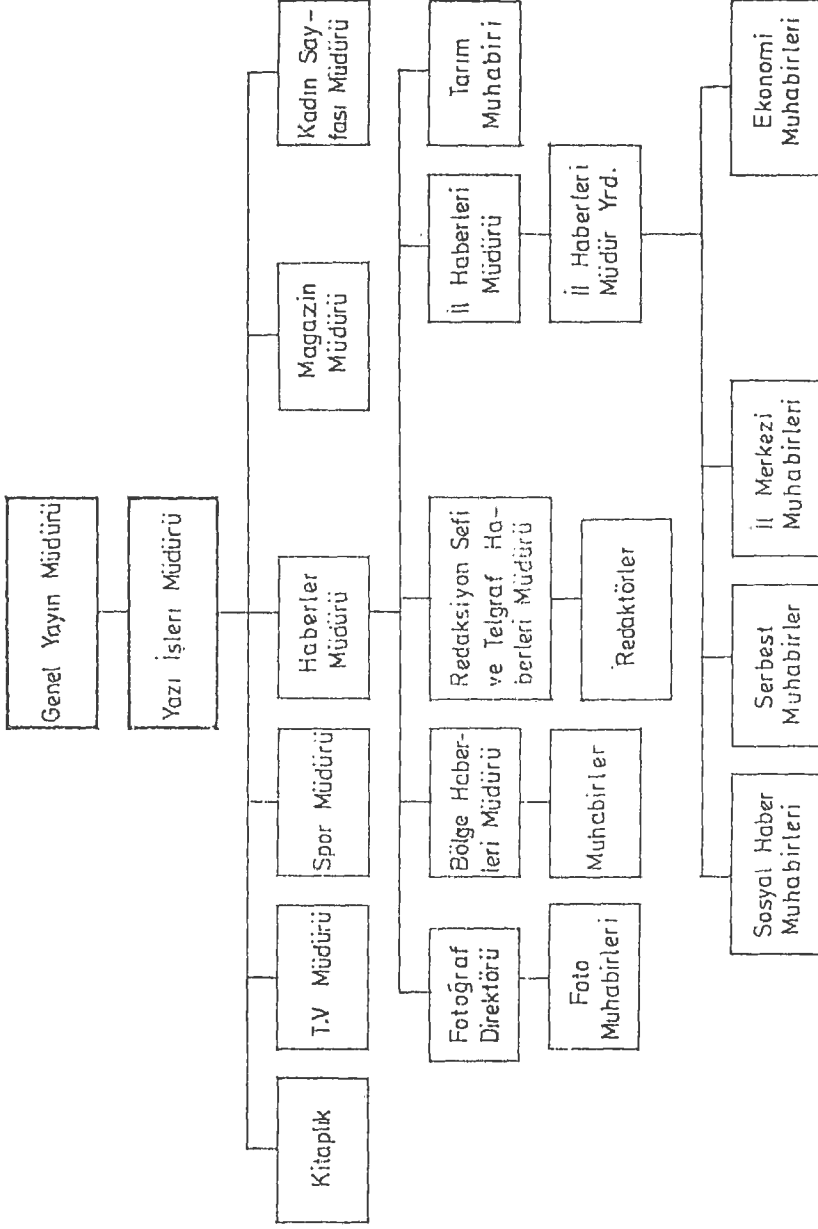 Genel Yayın Müdürü
Yazı İşleri Müdürü
Kitaplık
T.V Müdürü
Spor Müdürü
Haberler
Müdürü
Magazin
Müdürü
Kadın Say-
fası Müdürü
Fotoğraf
Direktörü
Bölge Haber-
leri Müdürü
Redaksiyon Sefi
ve Telgraf Ha-
berleri Müdürü
İl Haberleri
Müdürü
Tarım
Muhabiri
Foto
Muhabirleri
Muhabirler
Redaktörler
İl Haberleri
Müdür Yrd.
Sosyal Haber
Muhabirleri
Serbest
Muhabirler
İl Merkezi
Muhabirleri
Ekonomi
Muhabirleri